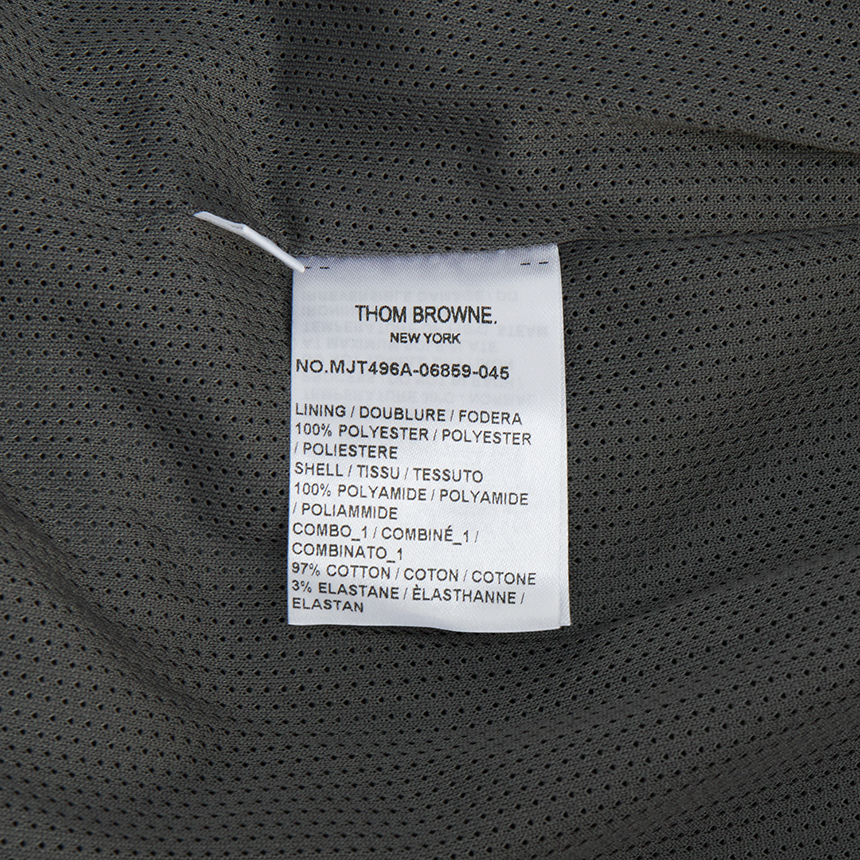 THOM BROWNE.
NEW YORK
NO.MJT496A-06859-045
LINING / DOUBLURE / FODERA
100% POLYESTER / POLYESTER
/ POLIESTERE
SHELL / TISSU / TESSUTO
100% POLYAMIDE / POLYAMIDE
/ POLIAMMIDE
COMBO_1 / COMBINÉ_1 /
COMBINATO_1
97% COTTON / COTON / COTONE
3% ELASTANE / ÈLASTHANNE /
ELASTAN